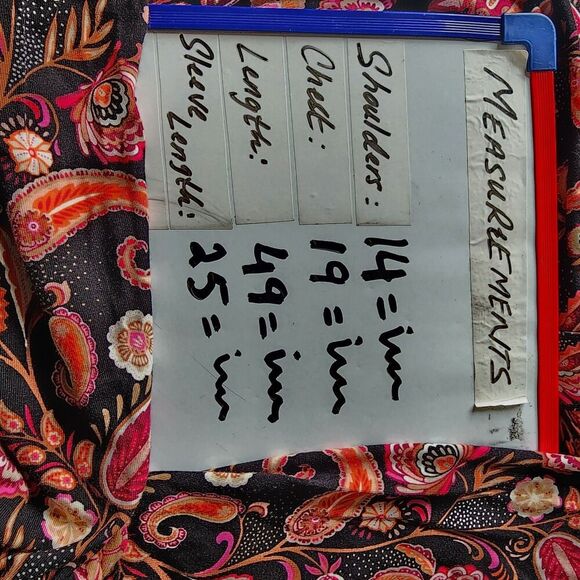 MEASUREMENTS
Shoulders: 14=in
Chest: 19=in
Length: 49=in
Sleeve Length: 25=in